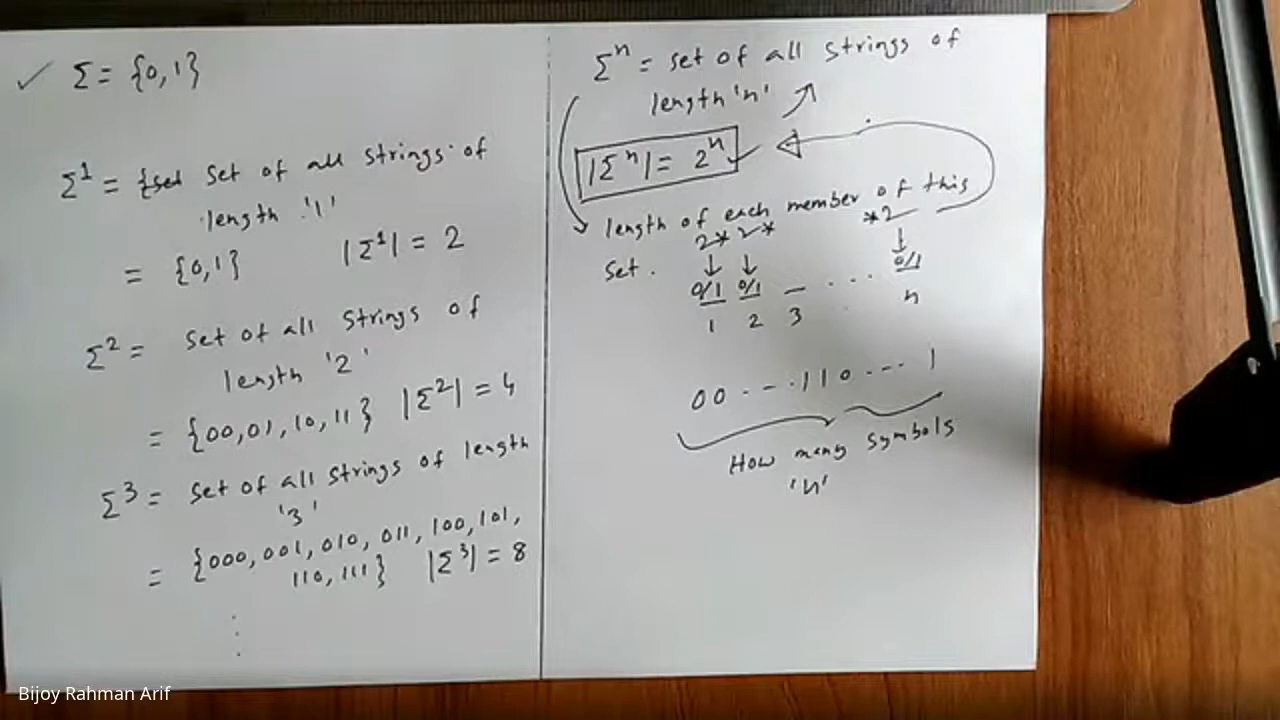 ✓ Σ = {0,1}
Σ¹ = {set Set of all strings of
length '1'
= {0,1} |Σ¹| = 2
Σ² = Set of all Strings of
length '2'
= {00,01,10,11} |Σ²| = 4
Σ³ = Set of all strings of length
'3'
= {000,001,010,011,100,101,
110,111} |Σ³| = 8
Σⁿ = set of all strings of
length 'n'
|Σⁿ| = 2ⁿ
length of each member of this
Set.
2* 2* *2
0/1 0/1 _ . . . 0/1
1 2 3 n
00 . - - . 110 . - - . 1
How many symbols
'n'
Bijoy Rahman Arif